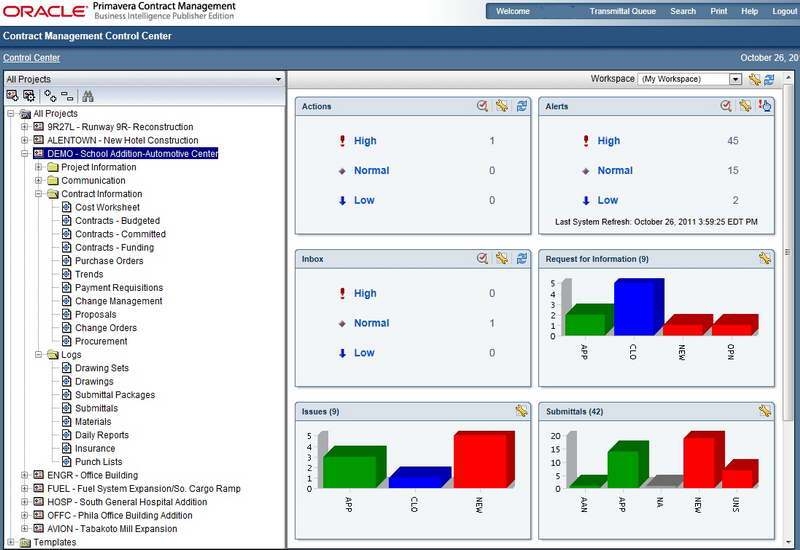 ORACLE Primavera Contract Management
Business Intelligence Publisher Edition
Welcome Transmittal Queue Search Print Help Logout
Contract Management Control Center
Control Center October 26, 20
All Projects
Workspace (My Workspace)
All Projects
9R27L - Runway 9R- Reconstruction
ALENTOWN - New Hotel Construction
DEMO - School Addition-Automotive Center
Project Information
Communication
Contract Information
Cost Worksheet
Contracts - Budgeted
Contracts - Committed
Contracts - Funding
Purchase Orders
Trends
Payment Requisitions
Change Management
Proposals
Change Orders
Procurement
Logs
Drawing Sets
Drawings
Submittal Packages
Submittals
Materials
Daily Reports
Insurance
Punch Lists
ENGR - Office Building
FUEL - Fuel System Expansion/So. Cargo Ramp
HOSP - South General Hospital Addition
OFFC - Phila Office Building Addition
AVION - Tabakoto Mill Expansion
Templates
Actions
High 1
Normal 0
Low 0
Alerts
High 45
Normal 15
Low 2
Last System Refresh: October 26, 2011 3:59:25 EDT PM
Inbox
High 0
Normal 1
Low 0
Request for Information (9)
5
4
3
2
1
0
APP CLO NEW OPN
Issues (9)
5
4
3
2
1
0
APP CLO NEW
Submittals (42)
20
15
10
5
0
AAN APP NA NEW UNS